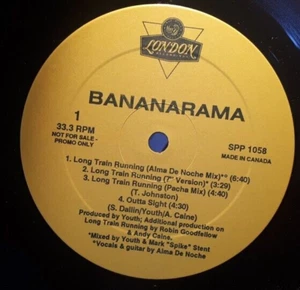 LONDON
BANANARAMA
1
33.3 RPM
NOT FOR SALE -
PROMO ONLY
SPP 1058
MADE IN CANADA
1. Long Train Running (Alma De Noche Mix)** (6:40)
2. Long Train Running (7" Version)* (3:29)
3. Long Train Running (Pacha Mix) (4:40)
(T. Johnston)
4. Outta Sight (4:30)
(S. Dallin/Youth/A. Caine)
Produced by Youth; Additional production on
Long Train Running by Robin Goodfellow
& Andy Caine.
*Mixed by Youth & Mark "Spike" Stent
*Vocals & guitar by Alma De Noche